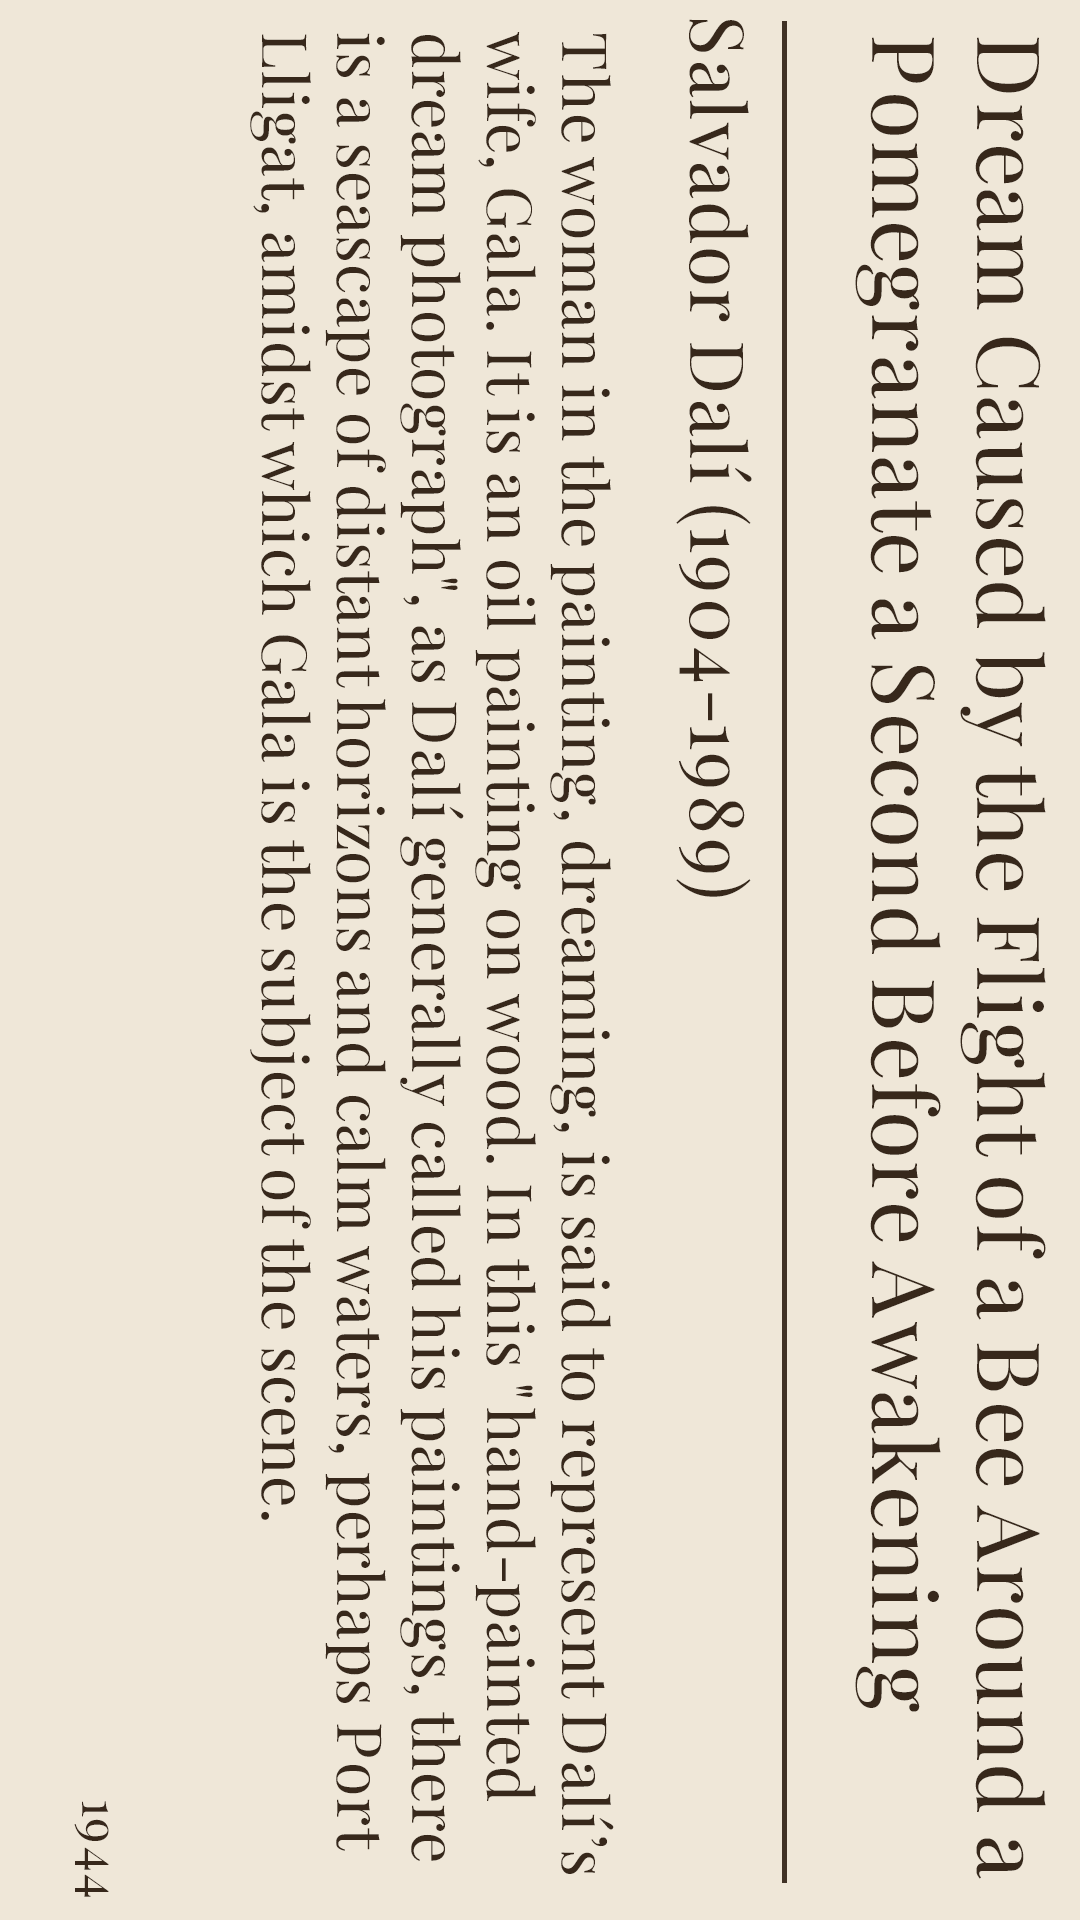 Dream Caused by the Flight of a Bee Around a
Pomegranate a Second Before Awakening
Salvador Dalí (1904-1989)
The woman in the painting, dreaming, is said to represent Dalí’s
wife, Gala. It is an oil painting on wood. In this "hand-painted
dream photograph", as Dalí generally called his paintings, there
is a seascape of distant horizons and calm waters, perhaps Port
Lligat, amidst which Gala is the subject of the scene.
1944